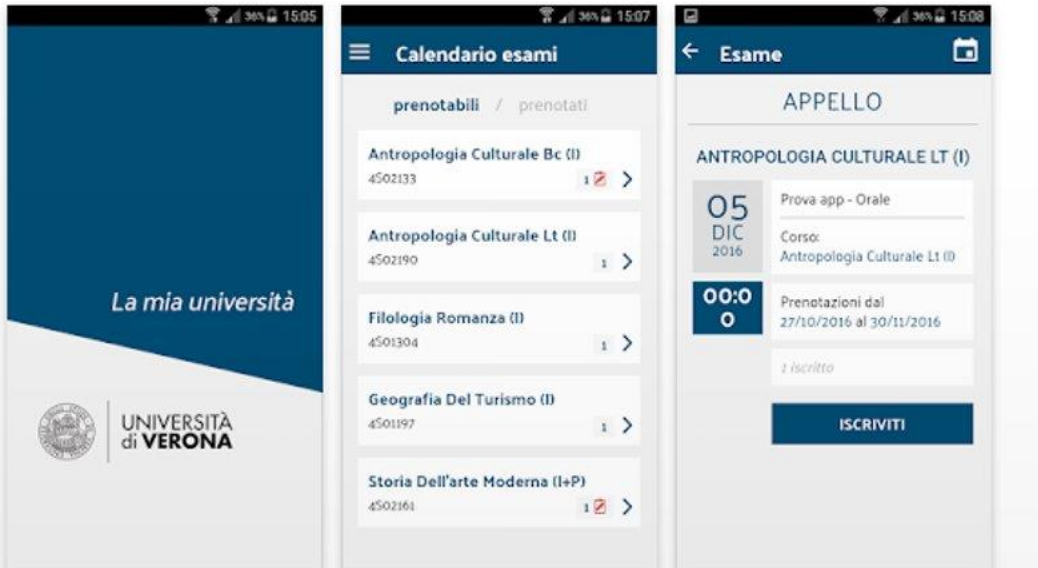 36% 15:05
La mia università
UNIVERSITÀ
di VERONA
36% 15:07
Calendario esami
prenotabili / prenotati
Antropologia Culturale Bc (I)
4S02133
1
Antropologia Culturale Lt (I)
4S02190
1
Filologia Romanza (I)
4S01304
1
Geografia Del Turismo (I)
4S01197
1
Storia Dell'arte Moderna (I+P)
4S02161
1
36% 15:08
Esame
APPELLO
ANTROPOLOGIA CULTURALE LT (I)
05
DIC
2016
Prova app - Orale
Corso:
Antropologia Culturale Lt (I)
00:0
0
Prenotazioni dal
27/10/2016 al 30/11/2016
1 iscritto
ISCRIVITI